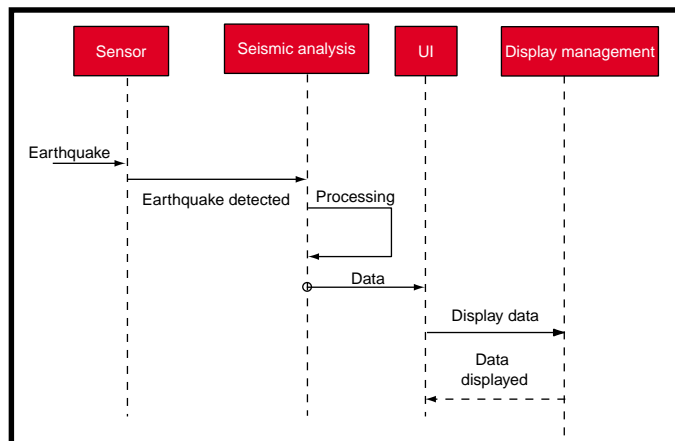 Sensor
Seismic analysis
UI
Display management
Earthquake
Earthquake detected
Processing
Data
Display data
Data
displayed